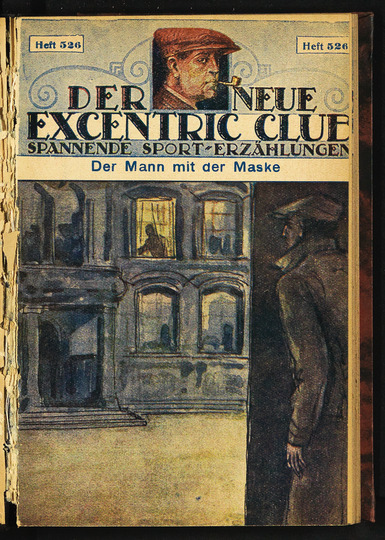 Heft 526
Heft 526
DER NEUE
EXCENTRIC CLUB
SPANNENDE SPORT-ERZÄHLUNGEN
Der Mann mit der Maske